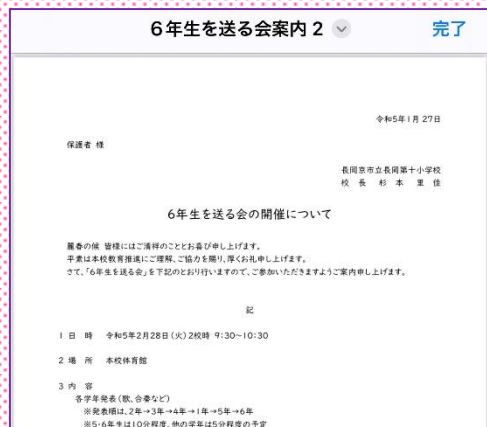 6年生を送る会案内2
完了
令和5年1月27日
保護者 様
長岡京市立長岡第十小学校
校 長 杉 本 里 佳
6年生を送る会の開催について
麗春の候 皆様にはご清祥のこととお喜び申し上げます。
平素は本校教育推進にご理解、ご協力を賜り、厚くお礼申し上げます。
さて、「6年生を送る会」を下記のとおり行いますので、ご参加いただきますようご案内申し上げます。
記
1 日 時 令和5年2月28日(火)2校時 9:30~10:30
2 場 所 本校体育館
3 内 容
各学年発表(歌、合奏など)
※発表順は、2年→3年→4年→1年→5年→6年
※5・6年生は10分程度、他の学年は5分程度の予定